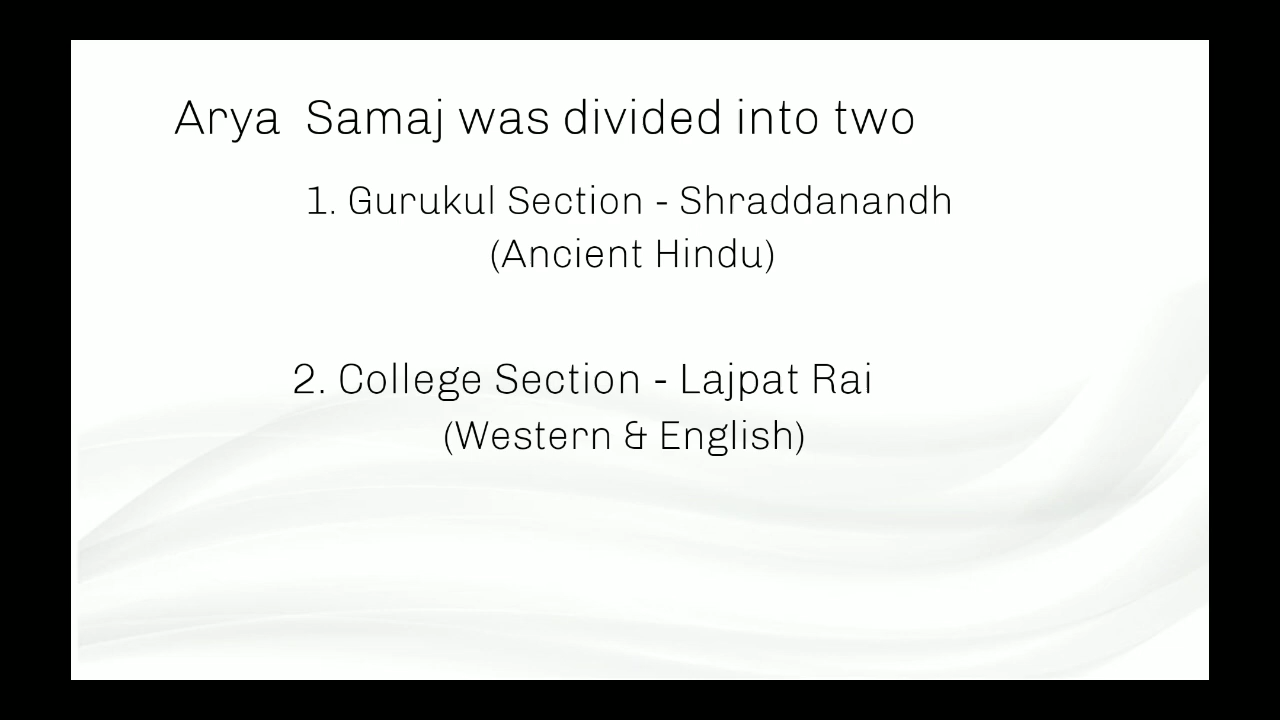 Arya Samaj was divided into two
1. Gurukul Section - Shraddanandh
(Ancient Hindu)
2. College Section - Lajpat Rai
(Western & English)